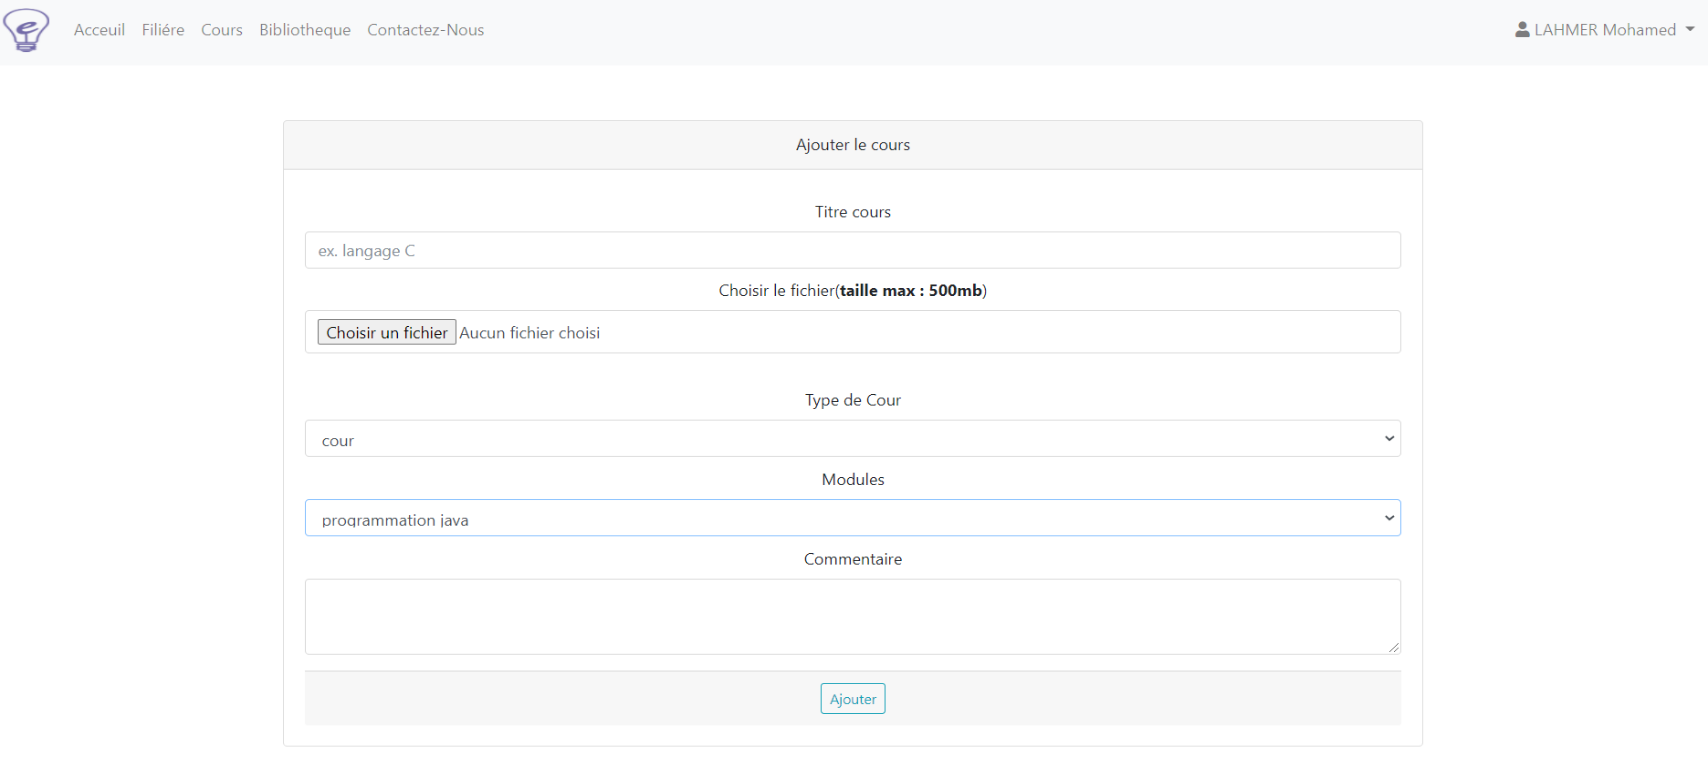 e Acceuil Filiére Cours Bibliotheque Contactez-Nous LAHMER Mohamed
Ajouter le cours
Titre cours
ex. langage C
Choisir le fichier(taille max : 500mb)
Choisir un fichier Aucun fichier choisi
Type de Cour
cour
Modules
programmation java
Commentaire
Ajouter